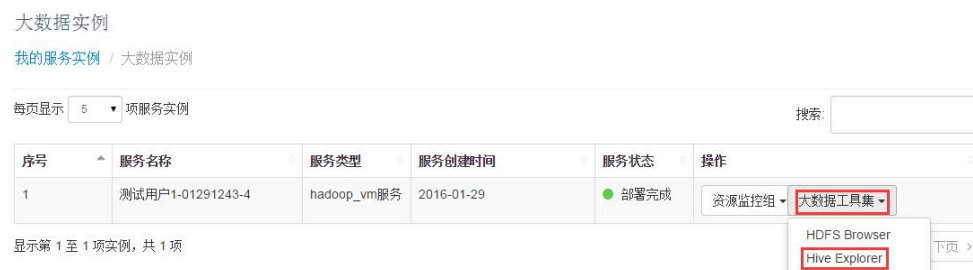 大数据实例
我的服务实例 / 大数据实例
每页显示 5 项服务实例 搜索:
序号 服务名称 服务类型 服务创建时间 服务状态 操作
1 测试用户1-01291243-4 hadoop_vm服务 2016-01-29 部署完成 资源监控组 大数据工具集
HDFS Browser
显示第 1 至 1 项实例，共 1 项 下页 ›
Hive Explorer